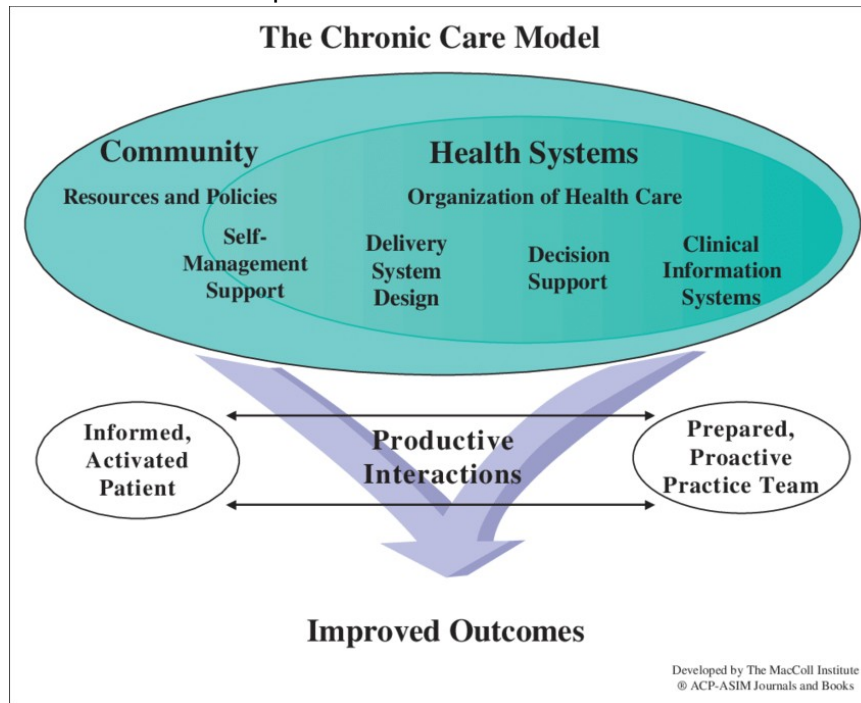 The Chronic Care Model
Community
Health Systems
Resources and Policies
Organization of Health Care
Self-
Management
Support
Delivery
System
Design
Decision
Support
Clinical
Information
Systems
Informed,
Activated
Patient
Productive
Interactions
Prepared,
Proactive
Practice Team
Improved Outcomes
Developed by The MacColl Institute
® ACP-ASIM Journals and Books